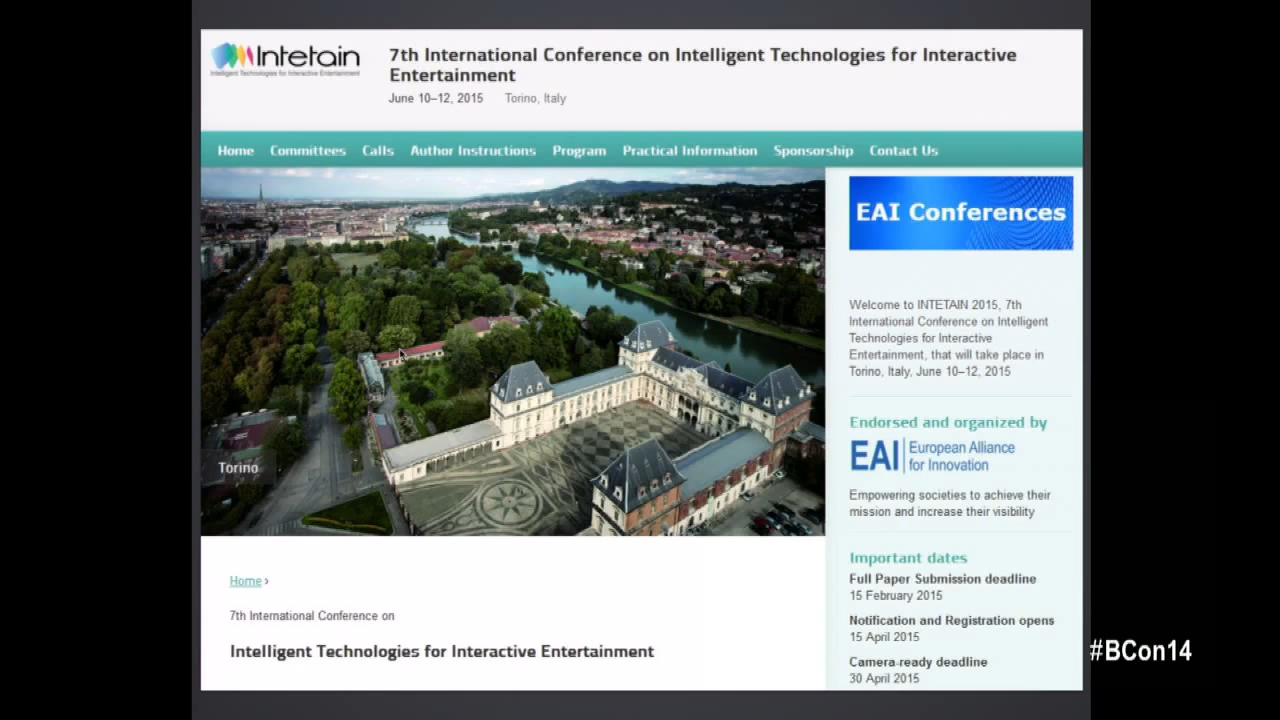 Intetain
Intelligent Technologies for Interactive Entertainment
7th International Conference on Intelligent Technologies for Interactive
Entertainment
June 10–12, 2015 Torino, Italy
Home Committees Calls Author Instructions Program Practical Information Sponsorship Contact Us
EAI Conferences
Welcome to INTETAIN 2015, 7th
International Conference on Intelligent
Technologies for Interactive
Entertainment, that will take place in
Torino, Italy, June 10–12, 2015
Endorsed and organized by
EAI European Alliance
for Innovation
Empowering societies to achieve their
mission and increase their visibility
Important dates
Full Paper Submission deadline
15 February 2015
Notification and Registration opens
15 April 2015
Camera-ready deadline
30 April 2015
Torino
Home ›
7th International Conference on
Intelligent Technologies for Interactive Entertainment
#BCon14